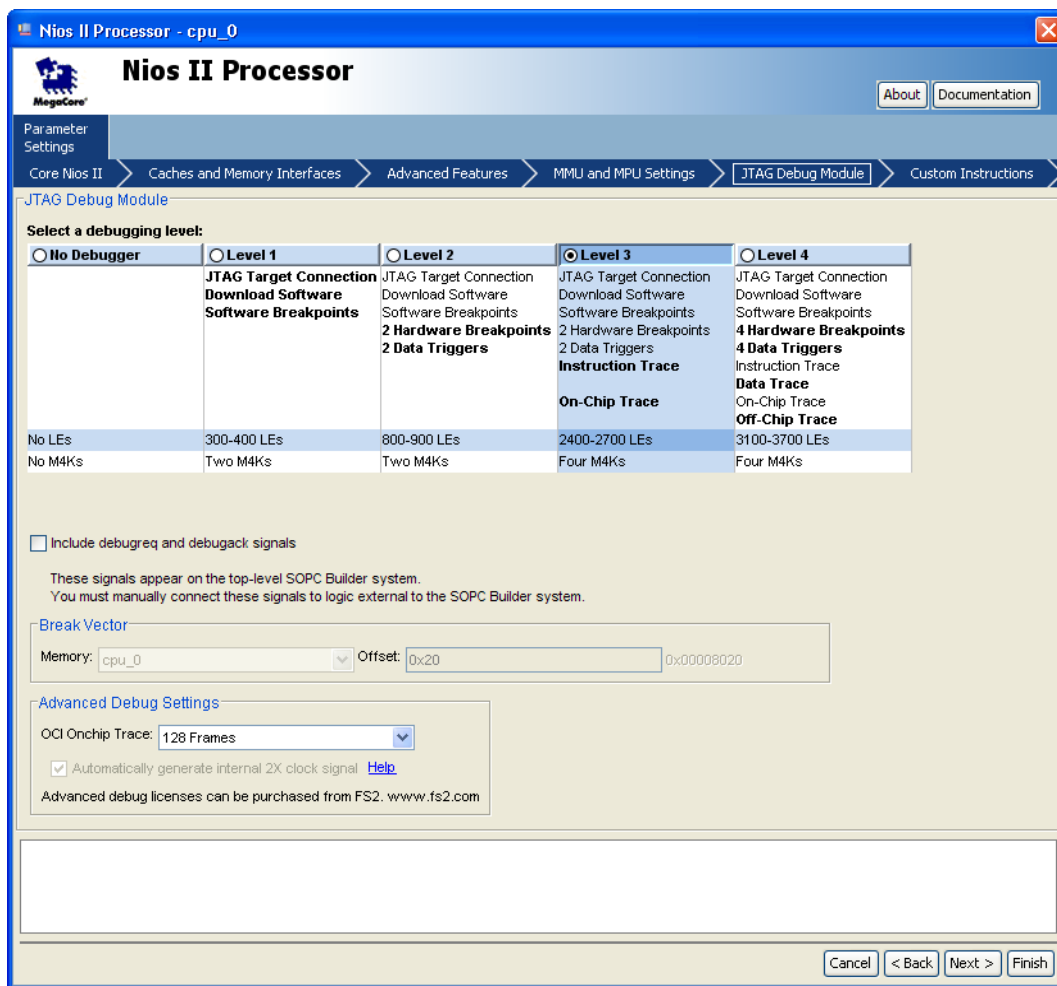 Nios II Processor - cpu_0
MegaCore®
Nios II Processor
About
Documentation
Parameter
Settings
Core Nios II
Caches and Memory Interfaces
Advanced Features
MMU and MPU Settings
JTAG Debug Module
Custom Instructions
JTAG Debug Module
Select a debugging level:
No Debugger
Level 1
JTAG Target Connection
Download Software
Software Breakpoints
Level 2
JTAG Target Connection
Download Software
Software Breakpoints
2 Hardware Breakpoints
2 Data Triggers
Level 3
JTAG Target Connection
Download Software
Software Breakpoints
2 Hardware Breakpoints
2 Data Triggers
Instruction Trace
On-Chip Trace
Level 4
JTAG Target Connection
Download Software
Software Breakpoints
4 Hardware Breakpoints
4 Data Triggers
Instruction Trace
Data Trace
On-Chip Trace
Off-Chip Trace
No LEs
300-400 LEs
800-900 LEs
2400-2700 LEs
3100-3700 LEs
No M4Ks
Two M4Ks
Two M4Ks
Four M4Ks
Four M4Ks
Include debugreq and debugack signals
These signals appear on the top-level SOPC Builder system.
You must manually connect these signals to logic external to the SOPC Builder system.
Break Vector
Memory: cpu_0
Offset: 0x20
0x00008020
Advanced Debug Settings
OCI Onchip Trace: 128 Frames
Automatically generate internal 2X clock signal Help
Advanced debug licenses can be purchased from FS2. www.fs2.com
Cancel
< Back
Next >
Finish